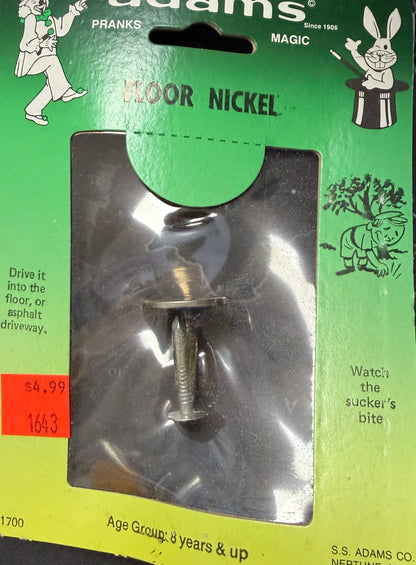 adams©
Since 1906
PRANKS
MAGIC
FLOOR NICKEL
Drive it
into the
floor, or
asphalt
driveway.
$4.99
1643
Watch
the
sucker's
bite
1700
Age Group: 8 years & up
S.S. ADAMS CO.
NEPTUNE